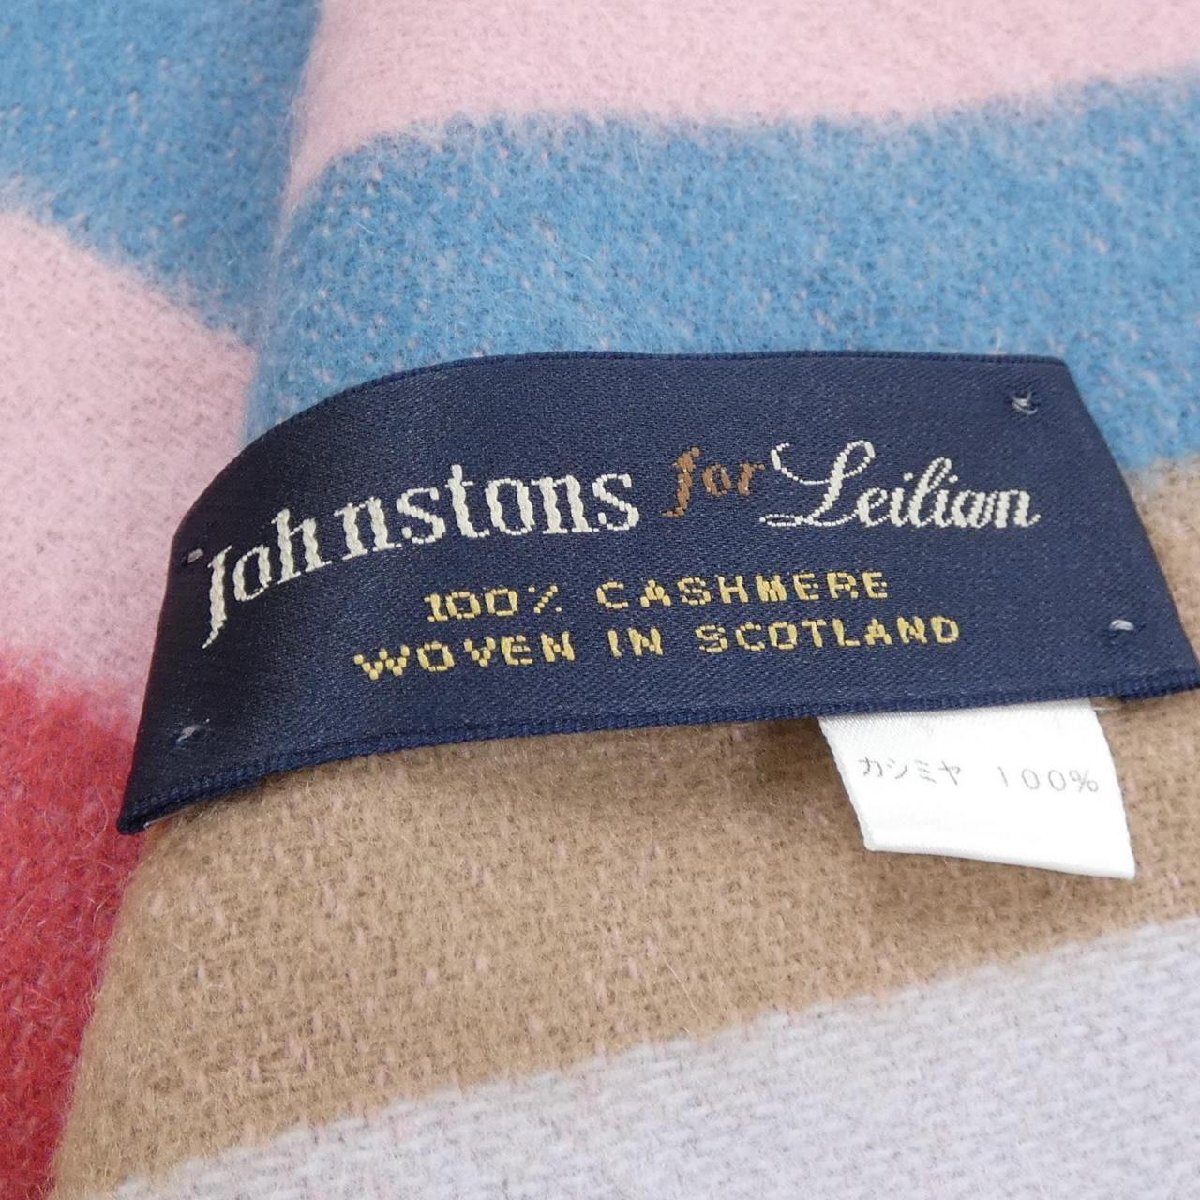 Johnstons for Leilian
100% CASHMERE
WOVEN IN SCOTLAND
カシミヤ 100%